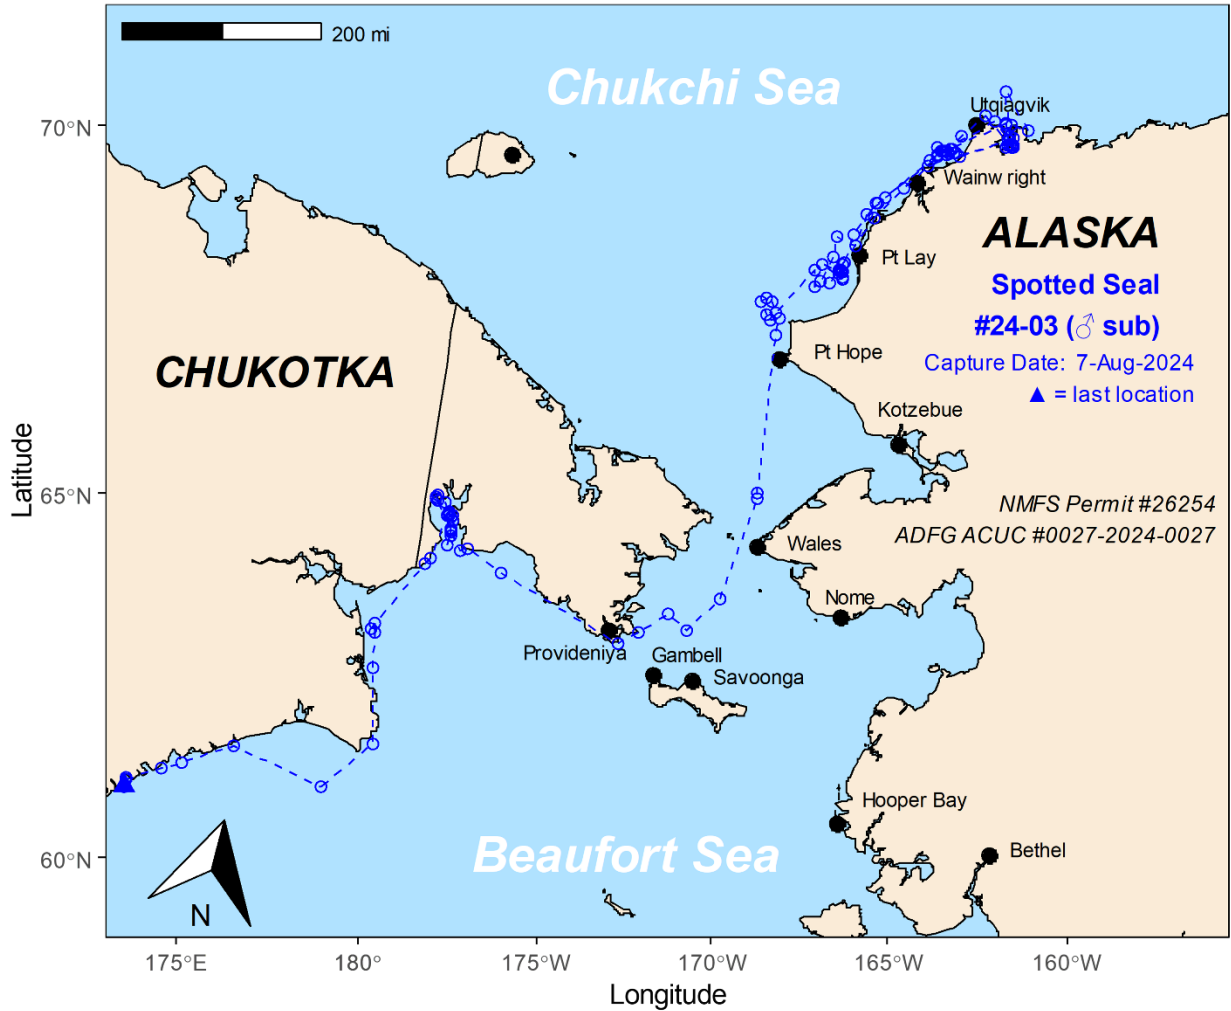 200 mi
Chukchi Sea
Utqiagvik
70°N
Wainw right
ALASKA
Pt Lay
Spotted Seal
#24-03 (♂ sub)
Pt Hope
Capture Date: 7-Aug-2024
CHUKOTKA
▲ = last location
Kotzebue
65°N
NMFS Permit #26254
ADFG ACUC #0027-2024-0027
Latitude
Wales
Nome
Provideniya
Gambell
Savoonga
Hooper Bay
Beaufort Sea
60°N
Bethel
N
175°E
180°
175°W
170°W
165°W
160°W
Longitude